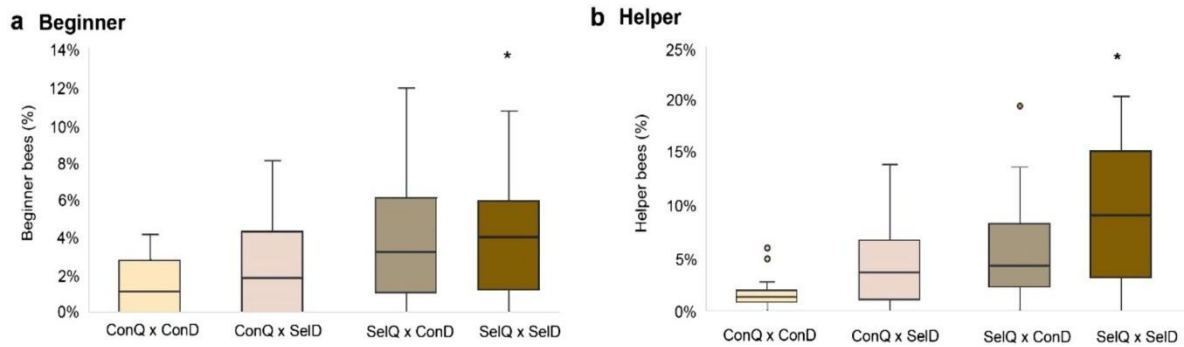 a Beginner
Beginner bees (%)
14%
12%
10%
8%
6%
4%
2%
0%
*
ConQ x ConD
ConQ x SelD
SelQ x ConD
SelQ x SelD
b Helper
Helper bees (%)
25%
20%
15%
10%
5%
0%
*
ConQ x ConD
ConQ x SelD
SelQ x ConD
SelQ x SelD